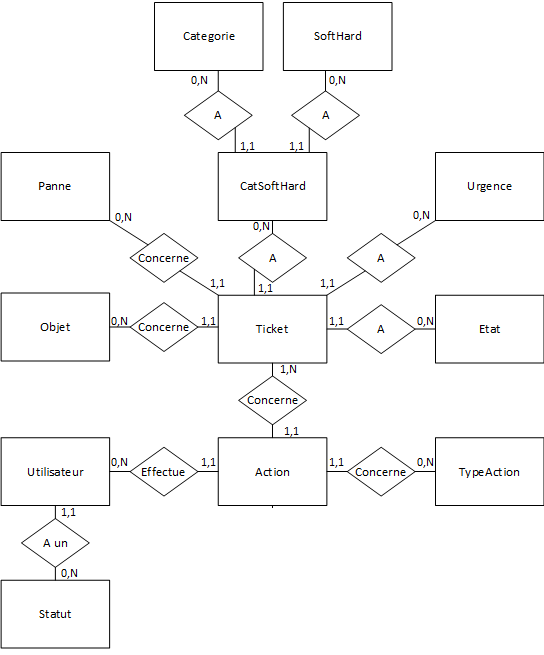 Categorie
SoftHard
0,N
0,N
A
A
1,1
1,1
Panne
CatSoftHard
Urgence
0,N
0,N
0,N
Concerne
A
A
1,1
1,1
1,1
Objet
0,N
Concerne
1,1
Ticket
1,1
A
0,N
Etat
1,N
Concerne
1,1
Utilisateur
0,N
Effectue
1,1
Action
1,1
Concerne
0,N
TypeAction
1,1
A un
0,N
Statut